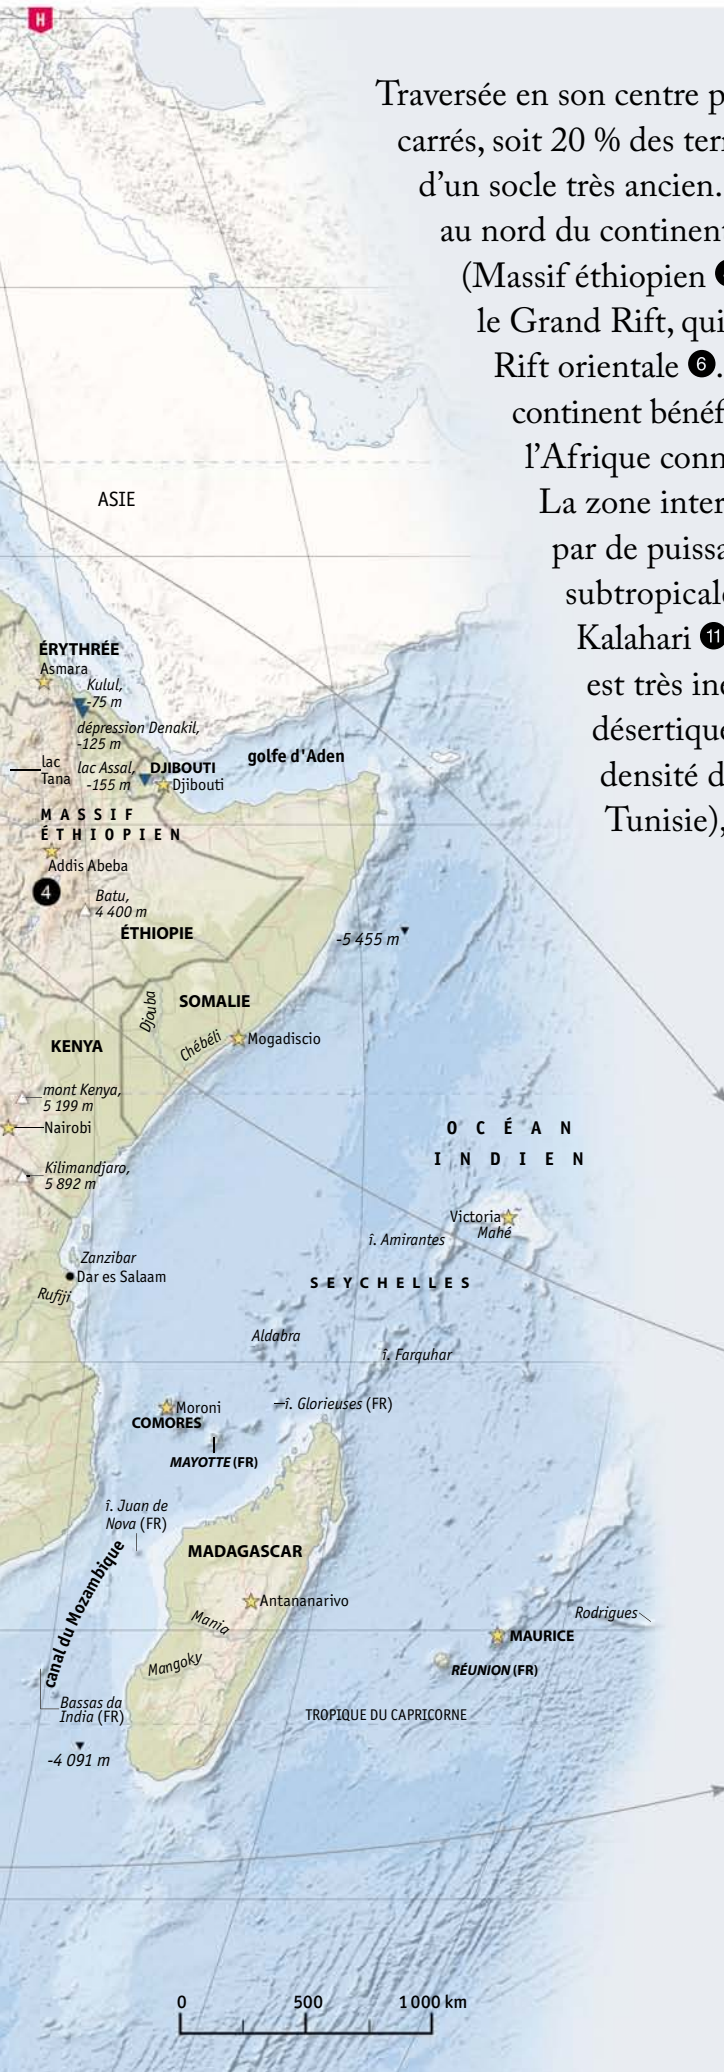 H
Traversée en son centre p
carrés, soit 20 % des terr
d'un socle très ancien.
au nord du continent
(Massif éthiopien
le Grand Rift, qui
Rift orientale 6.
continent bénéf
l'Afrique conn
La zone inter
par de puissa
subtropicale
Kalahari 11
est très iné
désertique
densité d
Tunisie),
ASIE
ÉRYTHRÉE
Asmara
Kulul,
-75 m
dépression Denakil,
-125 m
golfe d'Aden
lac
Tana
lac Assal,
-155 m
DJIBOUTI
Djibouti
MASSIF
ÉTHIOPIEN
Addis Abeba
4
Batu,
4 400 m
ÉTHIOPIE
-5 455 m
Djouba
SOMALIE
Chébéli
Mogadiscio
KENYA
mont Kenya,
5 199 m
Nairobi
OCÉAN
INDIEN
Kilimandjaro,
5 892 m
Victoria
Mahé
î. Amirantes
Zanzibar
Dar es Salaam
SEYCHELLES
Rufiji
Aldabra
î. Farquhar
î. Glorieuses (FR)
Moroni
COMORES
MAYOTTE (FR)
î. Juan de
Nova (FR)
MADAGASCAR
canal du Mozambique
Antananarivo
Mania
Rodrigues
MAURICE
Mangoky
RÉUNION (FR)
Bassas da
India (FR)
TROPIQUE DU CAPRICORNE
-4 091 m
0 500 1 000 km